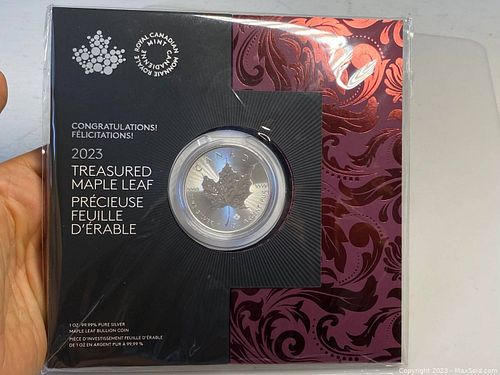 ROYAL CANADIAN MINT
MONNAIE ROYALE CANADIENNE
CONGRATULATIONS!
FÉLICITATIONS!
2023
TREASURED
MAPLE LEAF
PRÉCIEUSE
FEUILLE
D'ÉRABLE
CANADA
1 OZ. 99.99% PURE SILVER
MAPLE LEAF BULLION COIN
PIÈCE D'INVESTISSEMENT FEUILLE D'ÉRABLE
DE 1 OZ EN ARGENT PUR À 99,99 %
Copyright 2023 - MaxSold.com